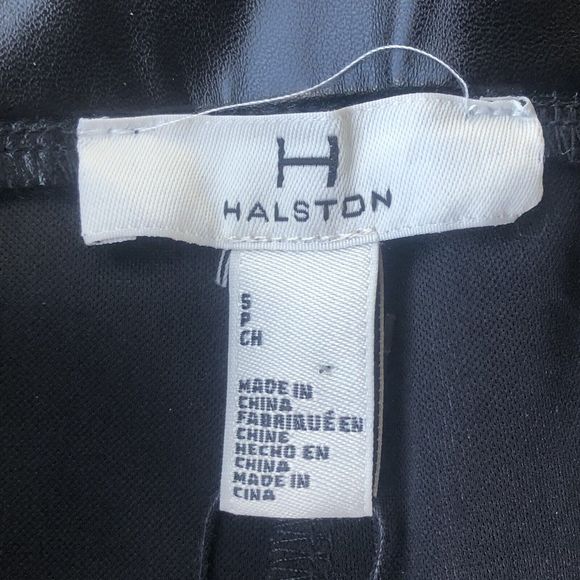 H
HALSTON
S
P
CH
MADE IN
CHINA
FABRIQUÉ EN
CHINE
HECHO EN
CHINA
MADE IN
CINA